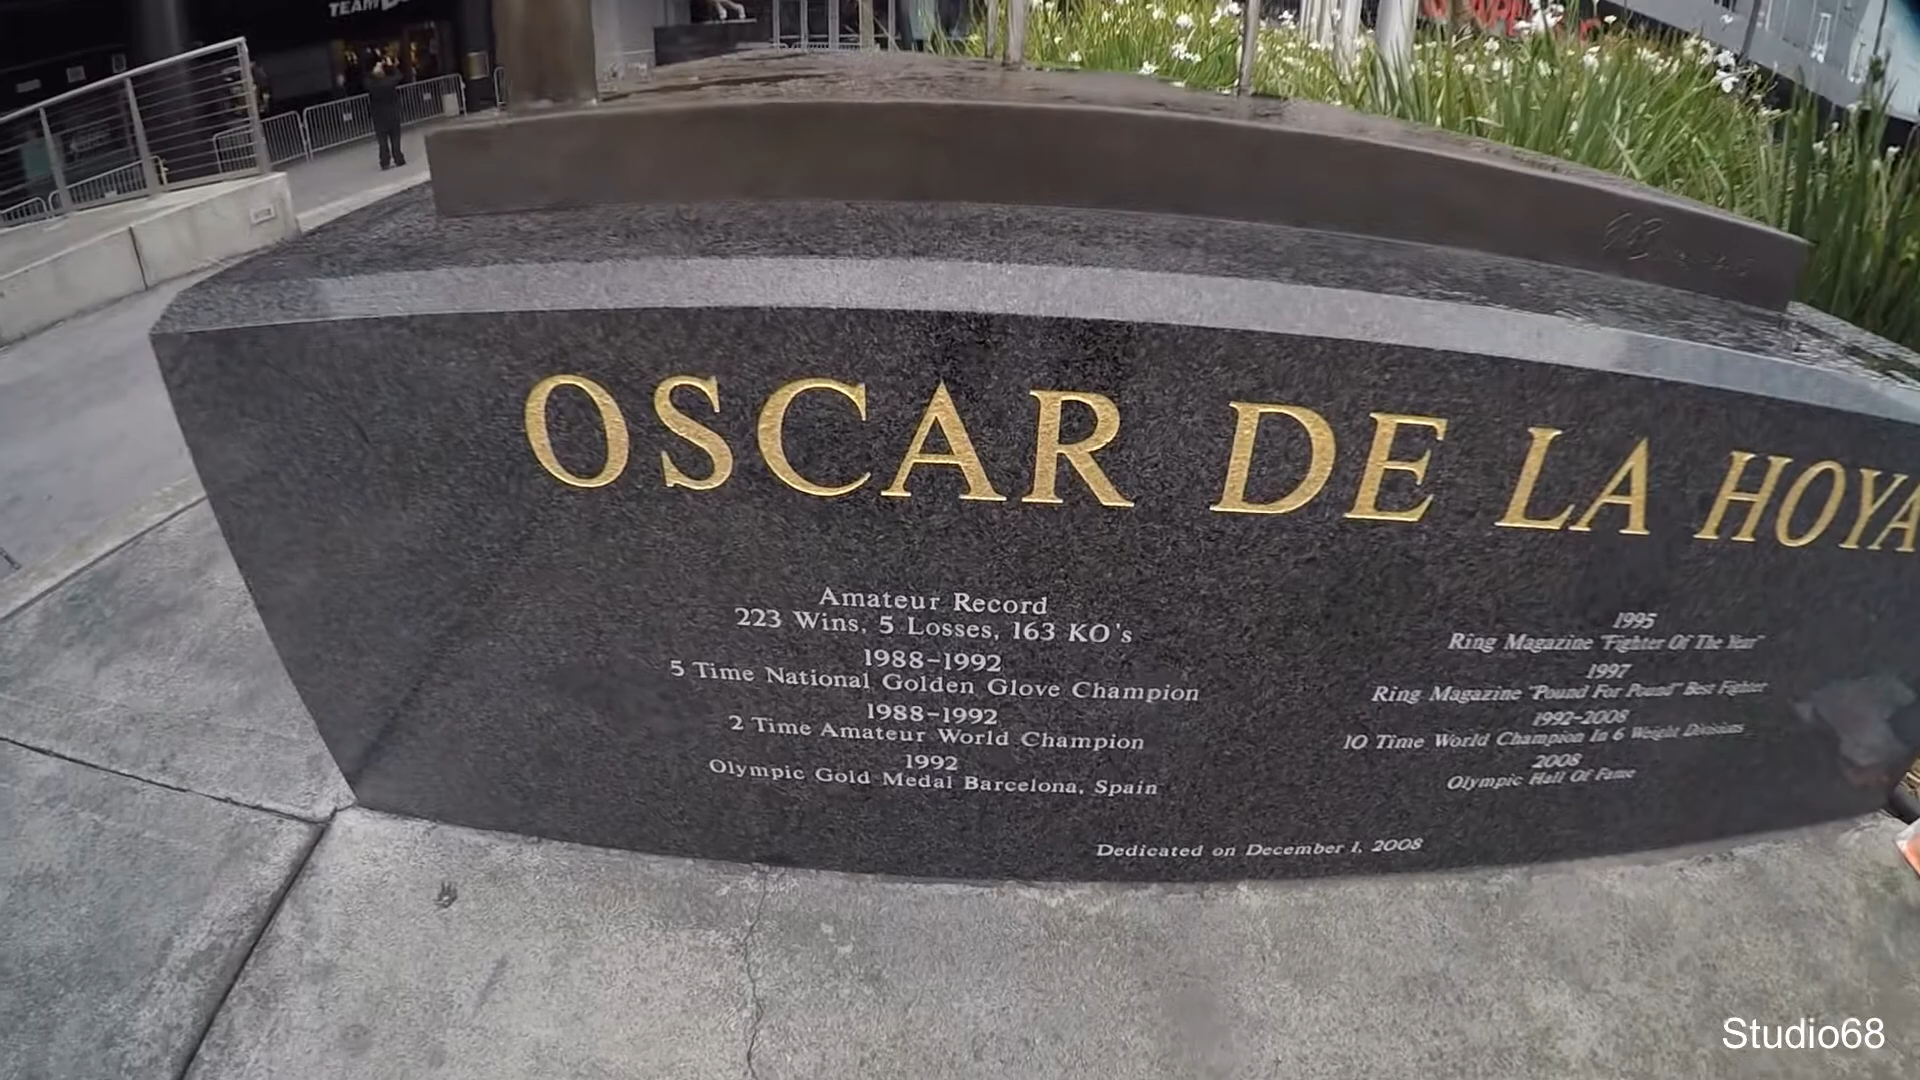 TEAM
OSCAR DE LA HOYA
Amateur Record
223 Wins, 5 Losses, 163 KO's
1988-1992
5 Time National Golden Glove Champion
1988-1992
2 Time Amateur World Champion
1992
Olympic Gold Medal Barcelona, Spain
1995
Ring Magazine "Fighter Of The Year"
1997
Ring Magazine "Pound For Pound" Best Fighter
1992-2008
10 Time World Champion In 6 Weight Divisions
2008
Olympic Hall Of Fame
Dedicated on December 1, 2008
Studio68